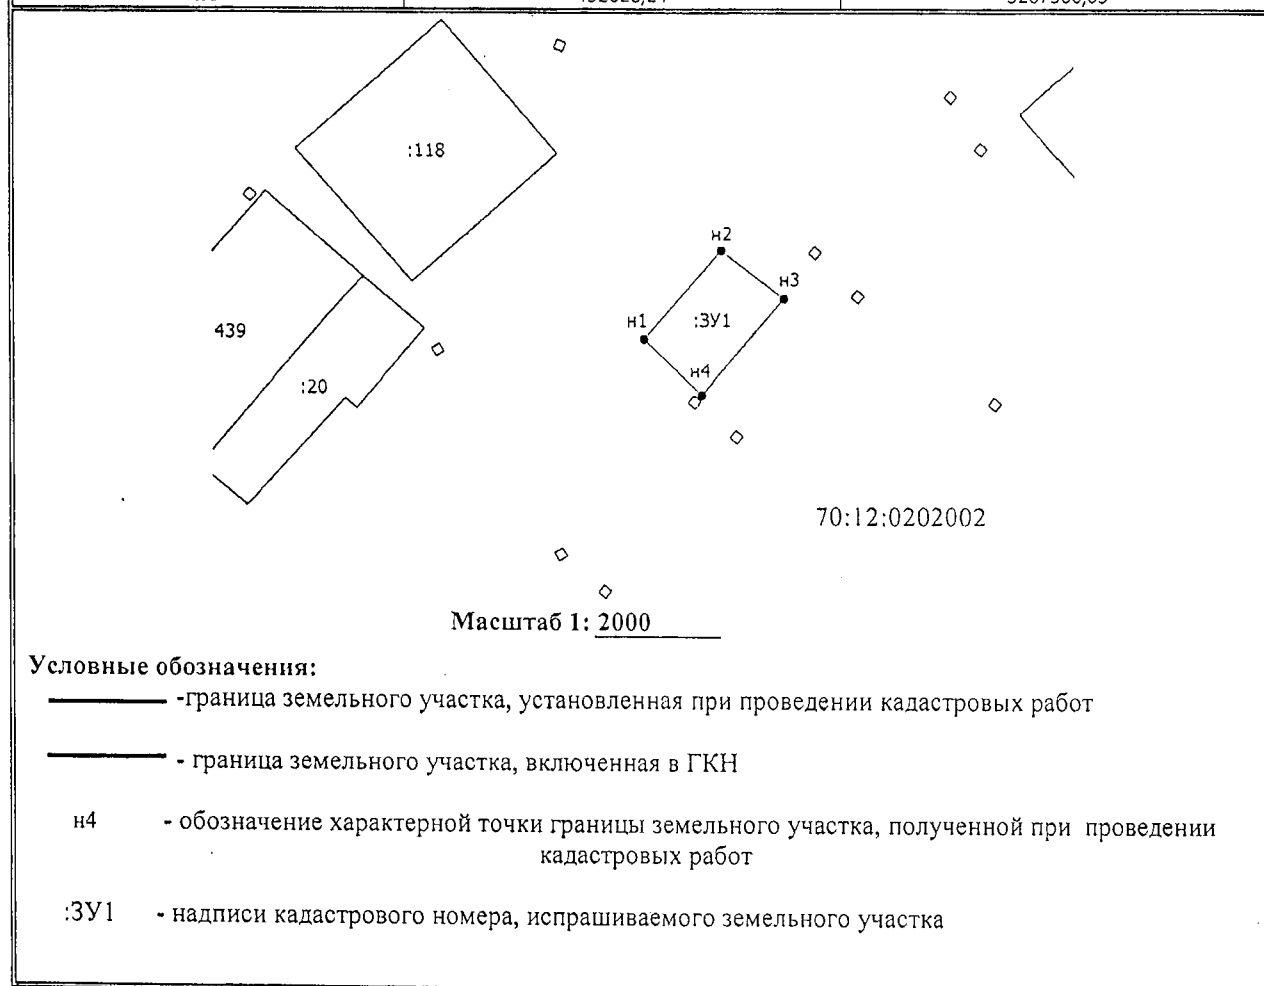 :118
н2
н3
439
н1
:ЗУ1
:20
н4
70:12:0202002
Масштаб 1: 2000
Условные обозначения:
-граница земельного участка, установленная при проведении кадастровых работ
- граница земельного участка, включенная в ГКН
н4 - обозначение характерной точки границы земельного участка, полученной при проведении
кадастровых работ
:ЗУ1 - надписи кадастрового номера, испрашиваемого земельного участка